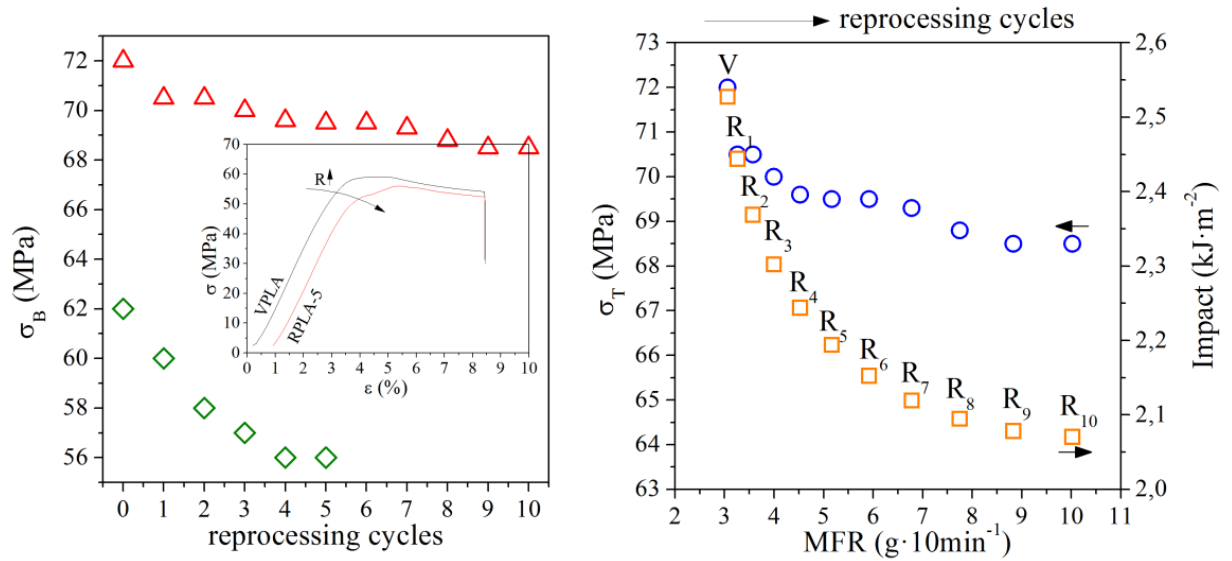 72
70
68
66
64
62
60
58
56
σB (MPa)
0 1 2 3 4 5 6 7 8 9 10
reprocessing cycles
70
60
50
40
30
20
10
0
σ (MPa)
R
VPLA
RPLA-5
0 1 2 3 4 5 6 7 8 9 10
ε (%)
reprocessing cycles
73
72
71
70
69
68
67
66
65
64
63
σT (MPa)
V
R1
R2
R3
R4
R5
R6
R7
R8
R9
R10
2,6
2,5
2,4
2,3
2,2
2,1
2,0
Impact (kJ·m-2)
2 3 4 5 6 7 8 9 10 11
MFR (g·10min-1)